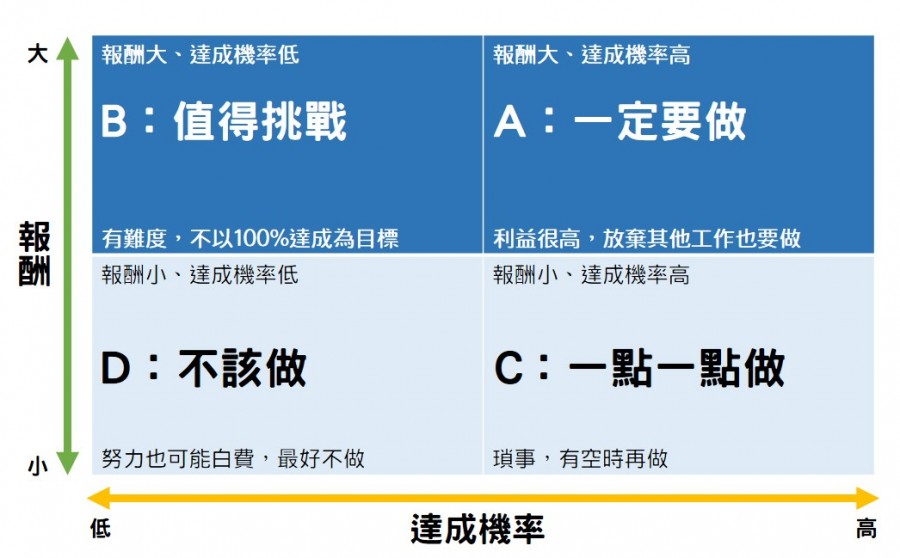 大
報酬
小
報酬大、達成機率低
B：值得挑戰
有難度，不以100%達成為目標
報酬大、達成機率高
A：一定要做
利益很高，放棄其他工作也要做
報酬小、達成機率低
D：不該做
努力也可能白費，最好不做
報酬小、達成機率高
C：一點一點做
瑣事，有空時再做
低
達成機率
高